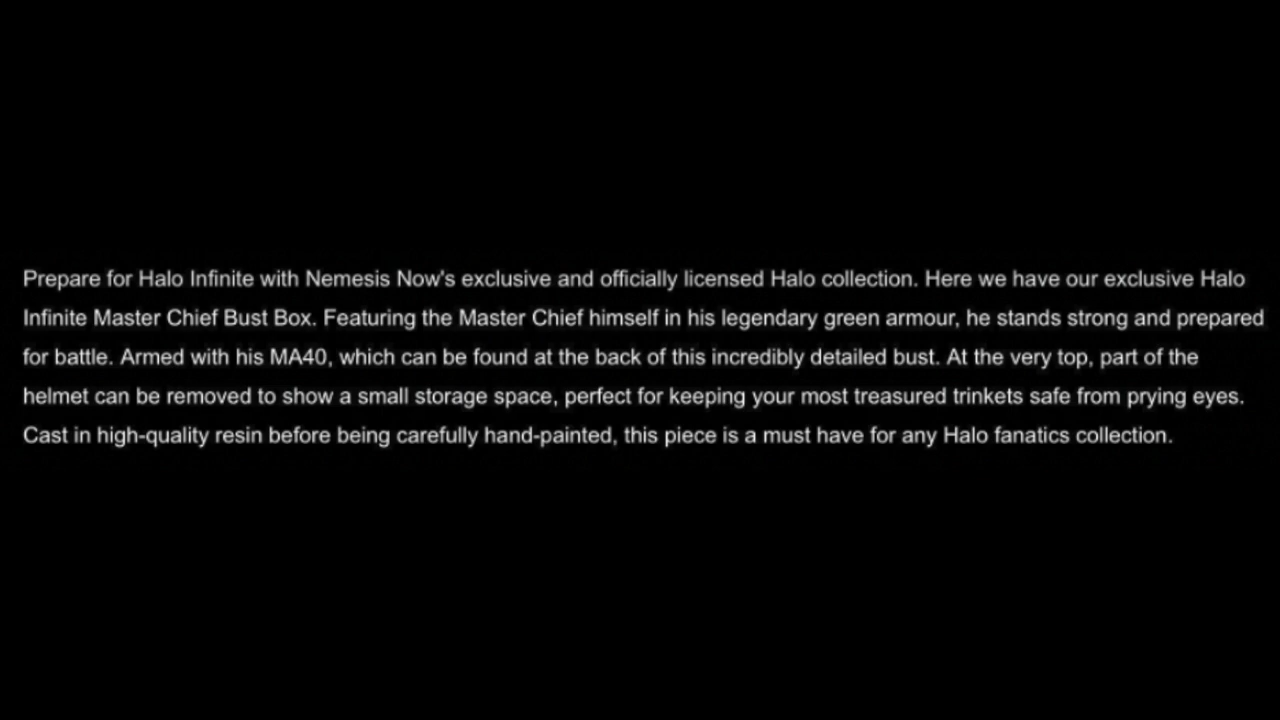 Prepare for Halo Infinite with Nemesis Now's exclusive and officially licensed Halo collection. Here we have our exclusive Halo
Infinite Master Chief Bust Box. Featuring the Master Chief himself in his legendary green armour, he stands strong and prepared
for battle. Armed with his MA40, which can be found at the back of this incredibly detailed bust. At the very top, part of the
helmet can be removed to show a small storage space, perfect for keeping your most treasured trinkets safe from prying eyes.
Cast in high-quality resin before being carefully hand-painted, this piece is a must have for any Halo fanatics collection.